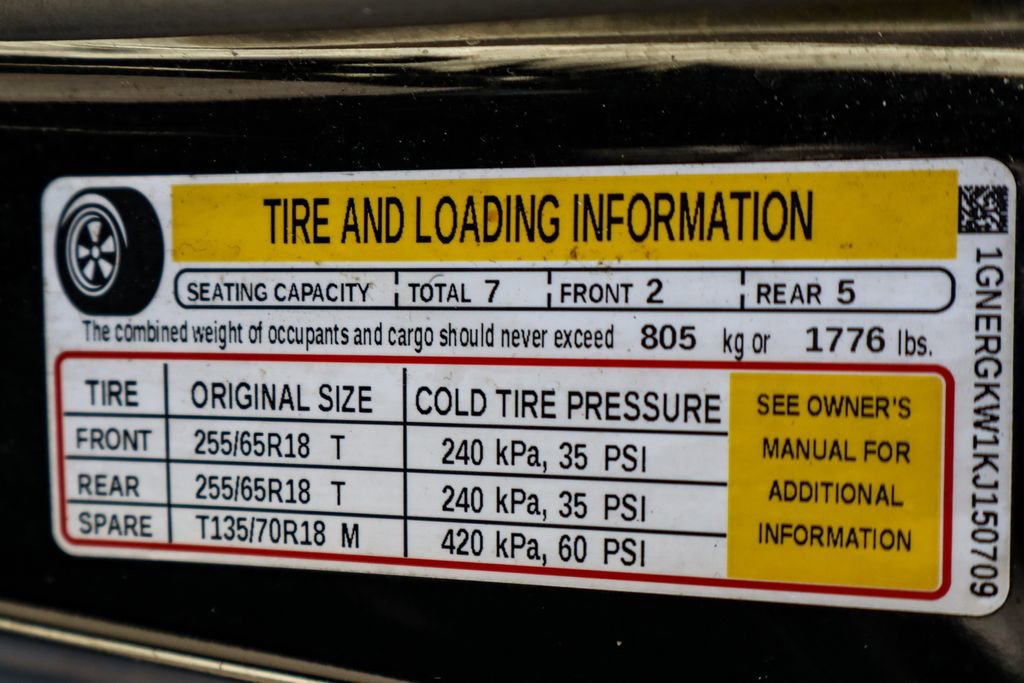 TIRE AND LOADING INFORMATION
SEATING CAPACITY TOTAL 7 FRONT 2 REAR 5
The combined weight of occupants and cargo should never exceed 805 kg or 1776 lbs.
TIRE ORIGINAL SIZE COLD TIRE PRESSURE
FRONT 255/65R18 T 240 kPa, 35 PSI
REAR 255/65R18 T 240 kPa, 35 PSI
SPARE T135/70R18 M 420 kPa, 60 PSI
SEE OWNER'S
MANUAL FOR
ADDITIONAL
INFORMATION
1GNERGKW1KJ150709